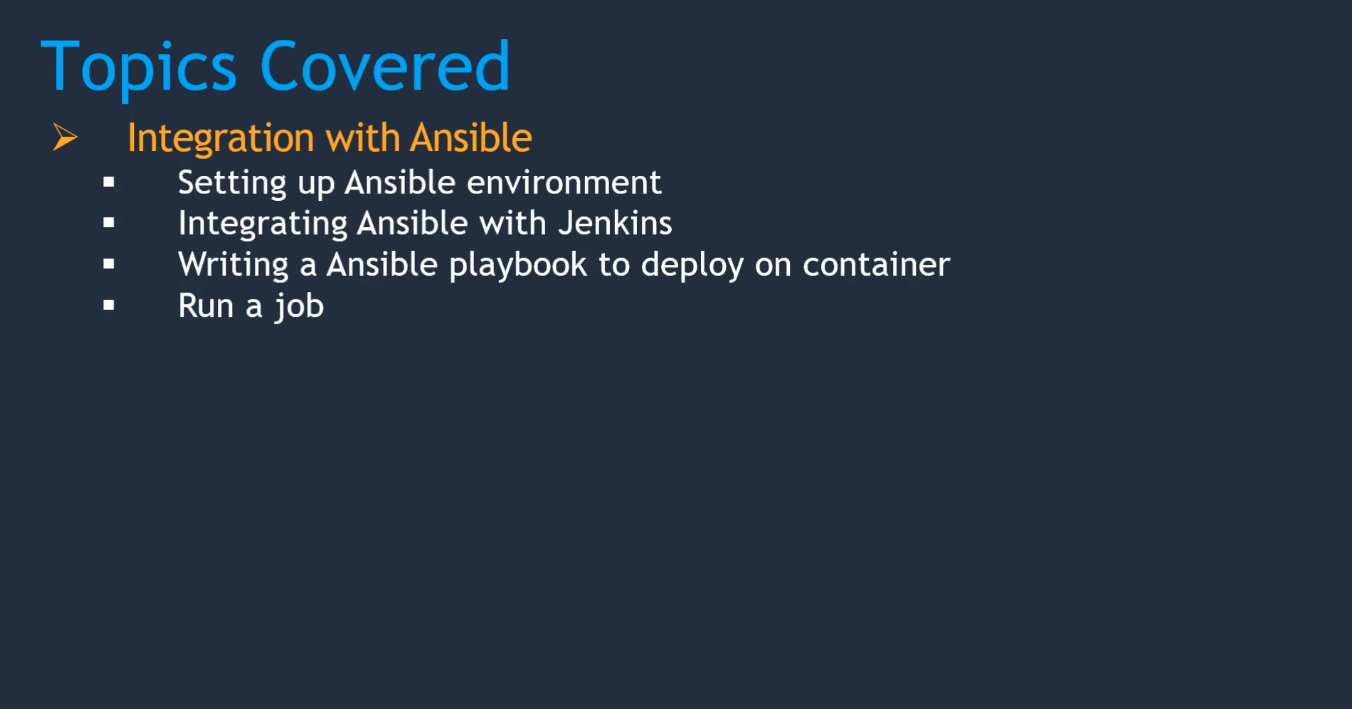 Topics Covered
Integration with Ansible
Setting up Ansible environment
Integrating Ansible with Jenkins
Writing a Ansible playbook to deploy on container
Run a job